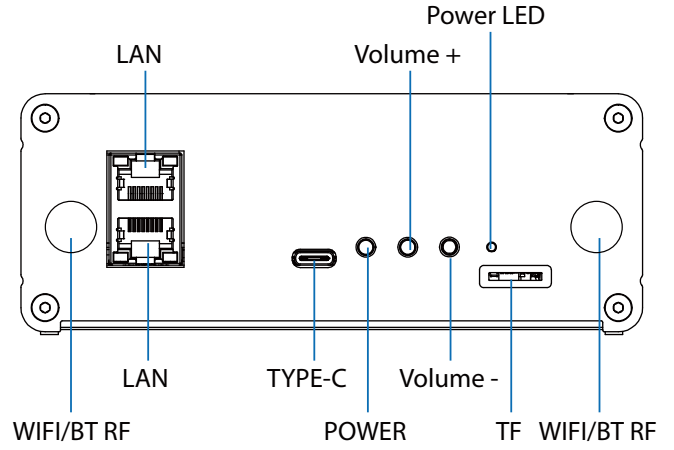 Power LED
LAN
Volume +
LAN
TYPE-C
Volume -
WIFI/BT RF
POWER
TF
WIFI/BT RF